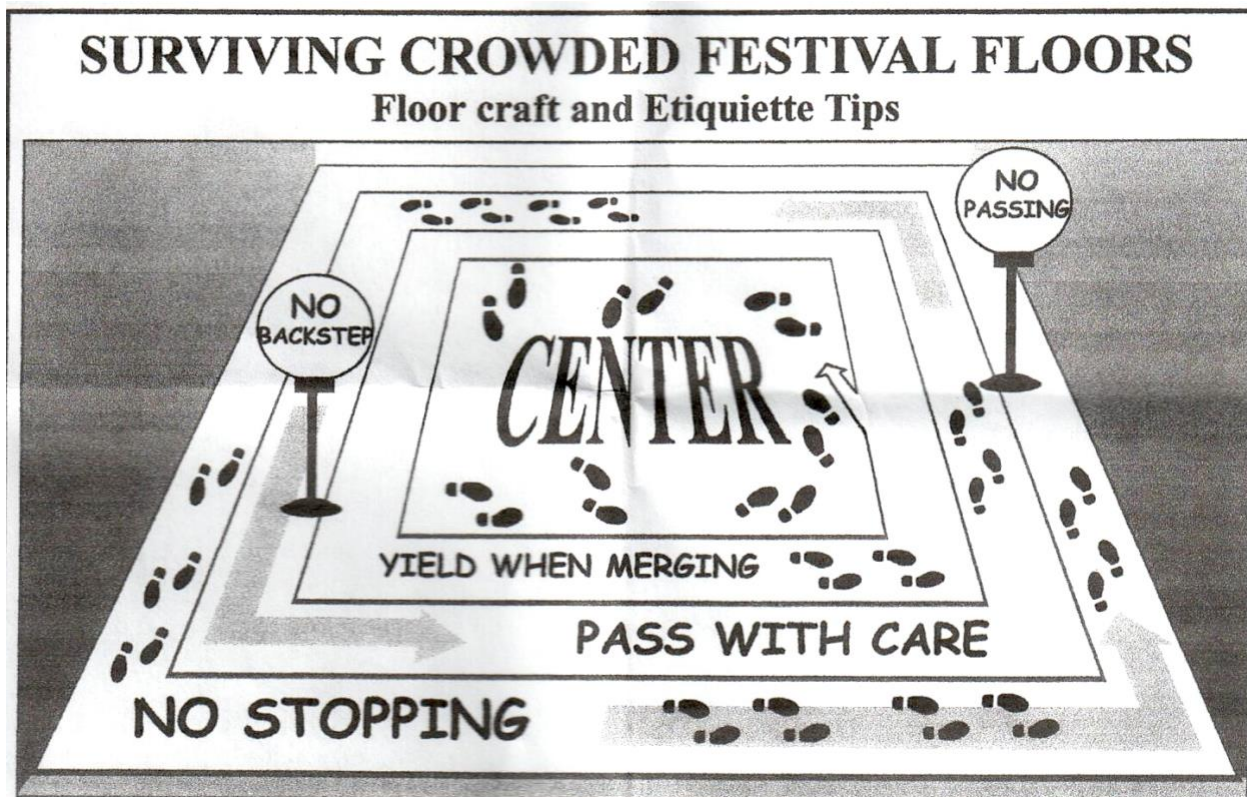 SURVIVING CROWDED FESTIVAL FLOORS
Floor craft and Etiquiette Tips
NO
PASSING
NO
BACKSTEP
CENTER
YIELD WHEN MERGING
PASS WITH CARE
NO STOPPING